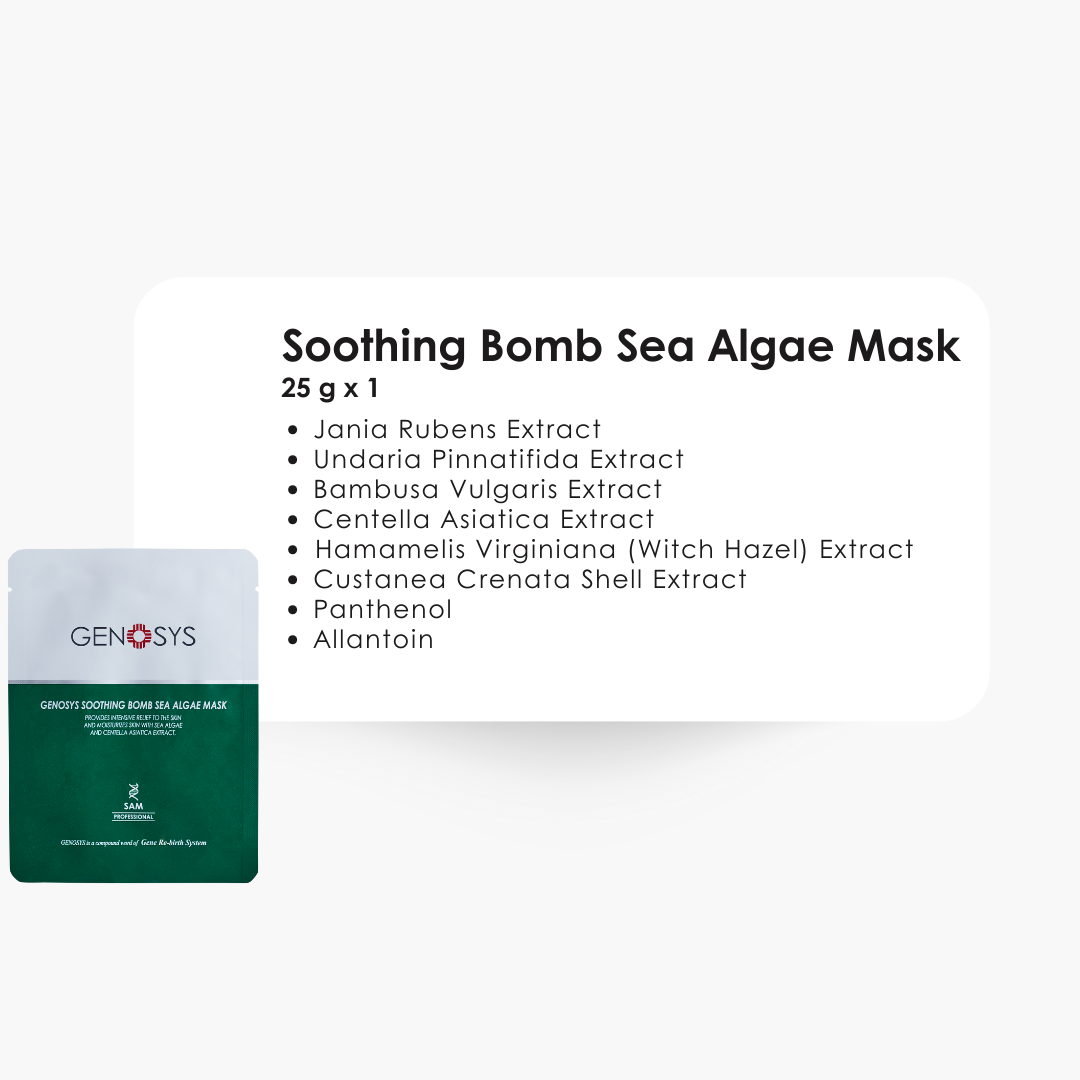 Soothing Bomb Sea Algae Mask
25 g x 1
• Jania Rubens Extract
• Undaria Pinnatifida Extract
• Bambusa Vulgaris Extract
• Centella Asiatica Extract
• Hamamelis Virginiana (Witch Hazel) Extract
• Custanea Crenata Shell Extract
• Panthenol
• Allantoin
GENOSYS
GENOSYS SOOTHING BOMB SEA ALGAE MASK
PROVIDES INTENSIVE RELIEF TO THE SKIN
AND MOISTURIZES SKIN WITH SEA ALGAE
AND CENTELLA ASIATICA EXTRACT.
SAM
PROFESSIONAL
GENOSYS is a compound word of Gene Re-birth System